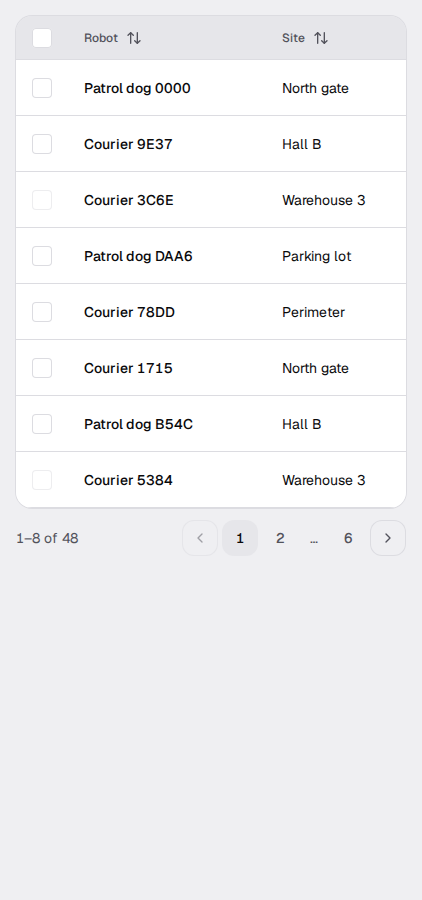 Robot Site
Patrol dog 0000 North gate
Courier 9E37 Hall B
Courier 3C6E Warehouse 3
Patrol dog DAA6 Parking lot
Courier 78DD Perimeter
Courier 1715 North gate
Patrol dog B54C Hall B
Courier 5384 Warehouse 3
1–8 of 48 1 2 … 6